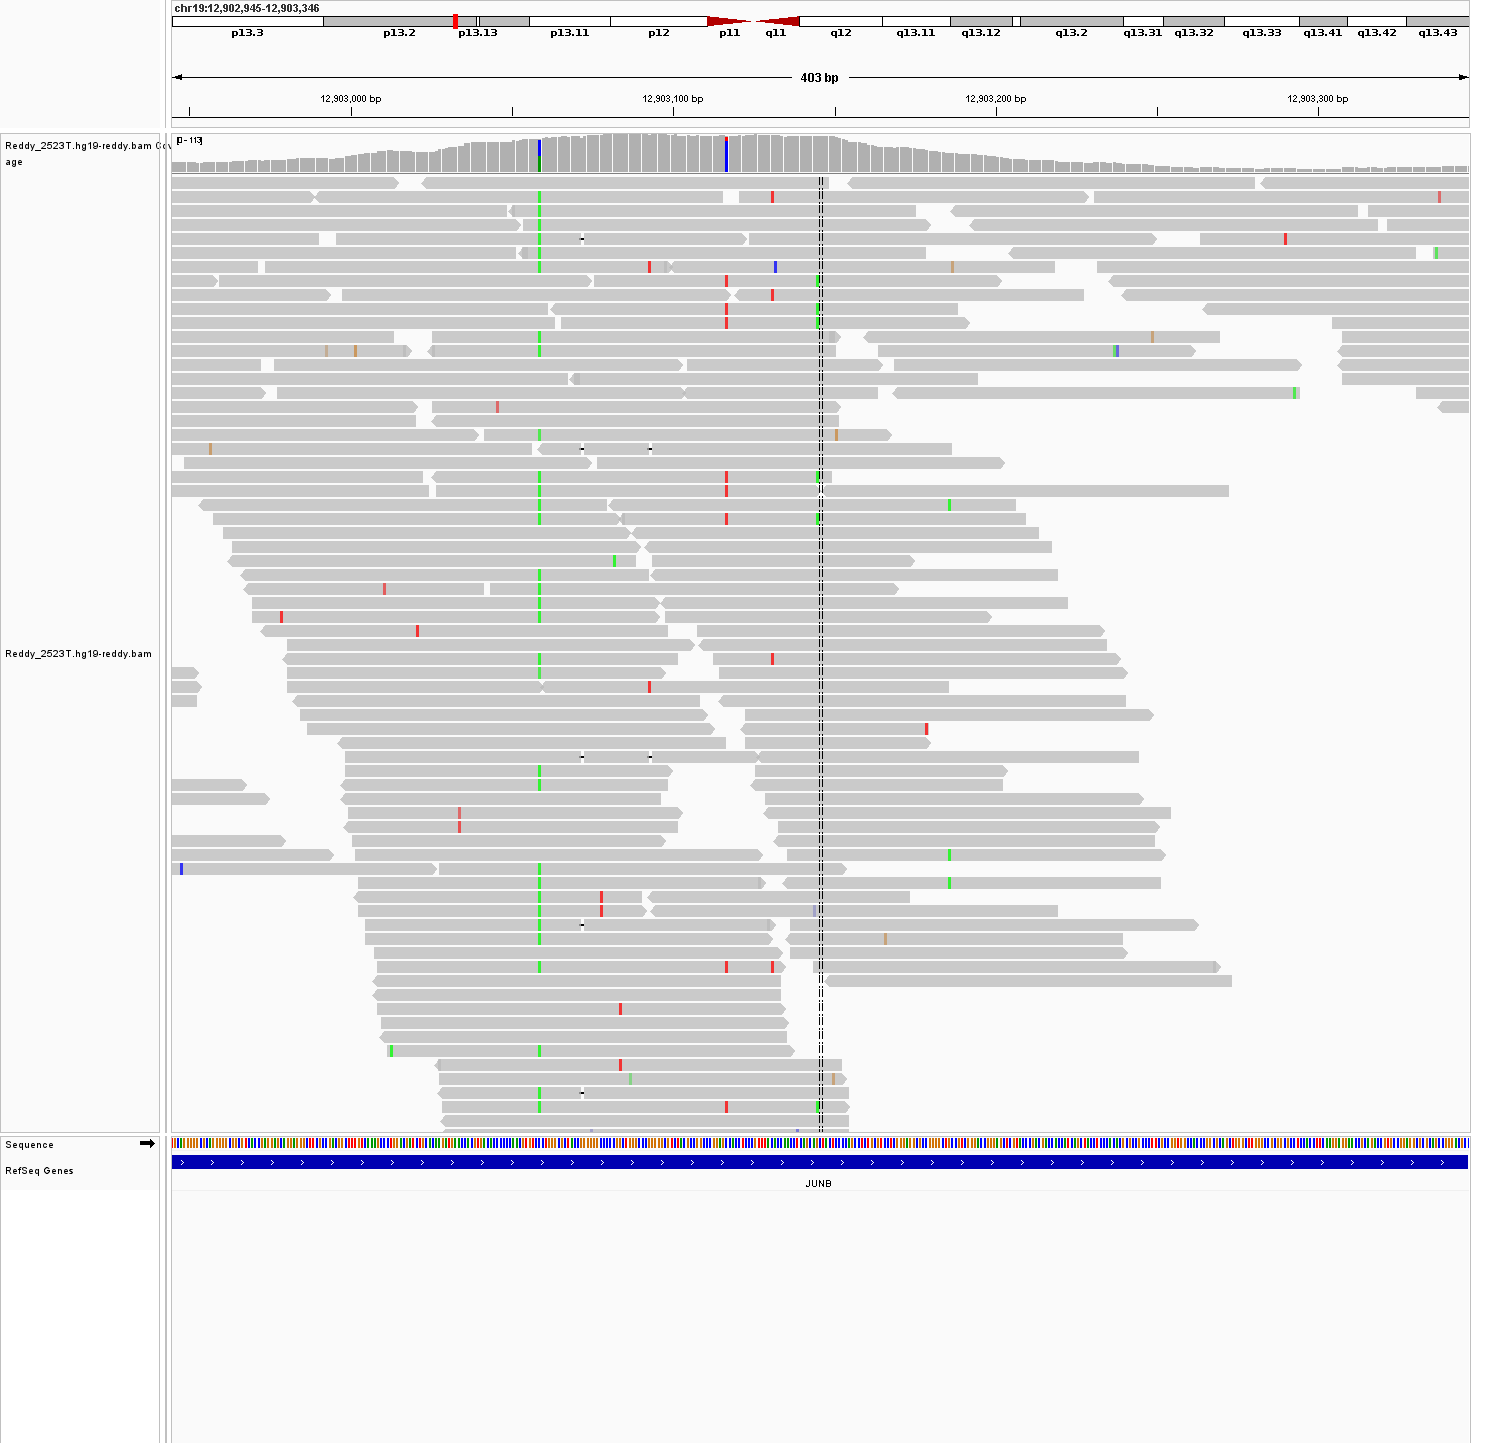 chr19:12,902,945-12,903,346
p13.3 p13.2 p13.13 p13.11 p12 p11 q11 q12 q13.11 q13.12 q13.2 q13.31 q13.32 q13.33 q13.41 q13.42 q13.43
403 bp
12,903,000 bp 12,903,100 bp 12,903,200 bp 12,903,300 bp
[0 - 113]
Reddy_2523T.hg19-reddy.bam Cov
age
Reddy_2523T.hg19-reddy.bam
Sequence
RefSeq Genes
JUNB